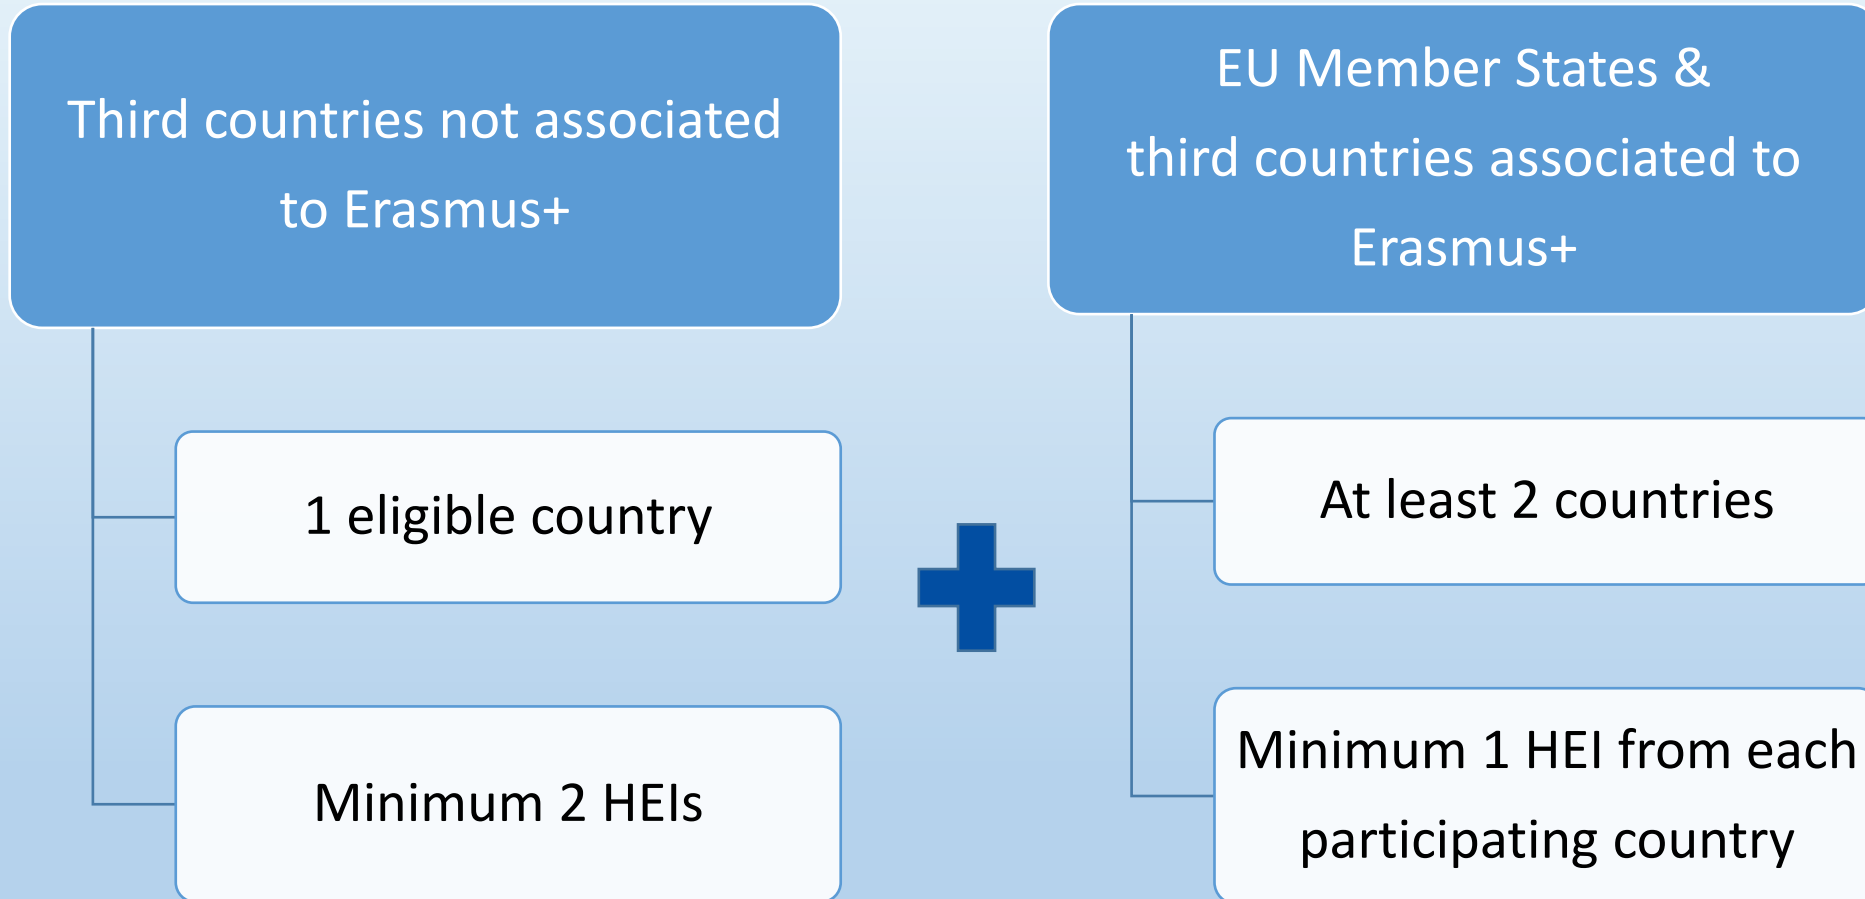 Third countries not associated
to Erasmus+
1 eligible country
Minimum 2 HEIs
EU Member States &
third countries associated to
Erasmus+
At least 2 countries
Minimum 1 HEI from each
participating country